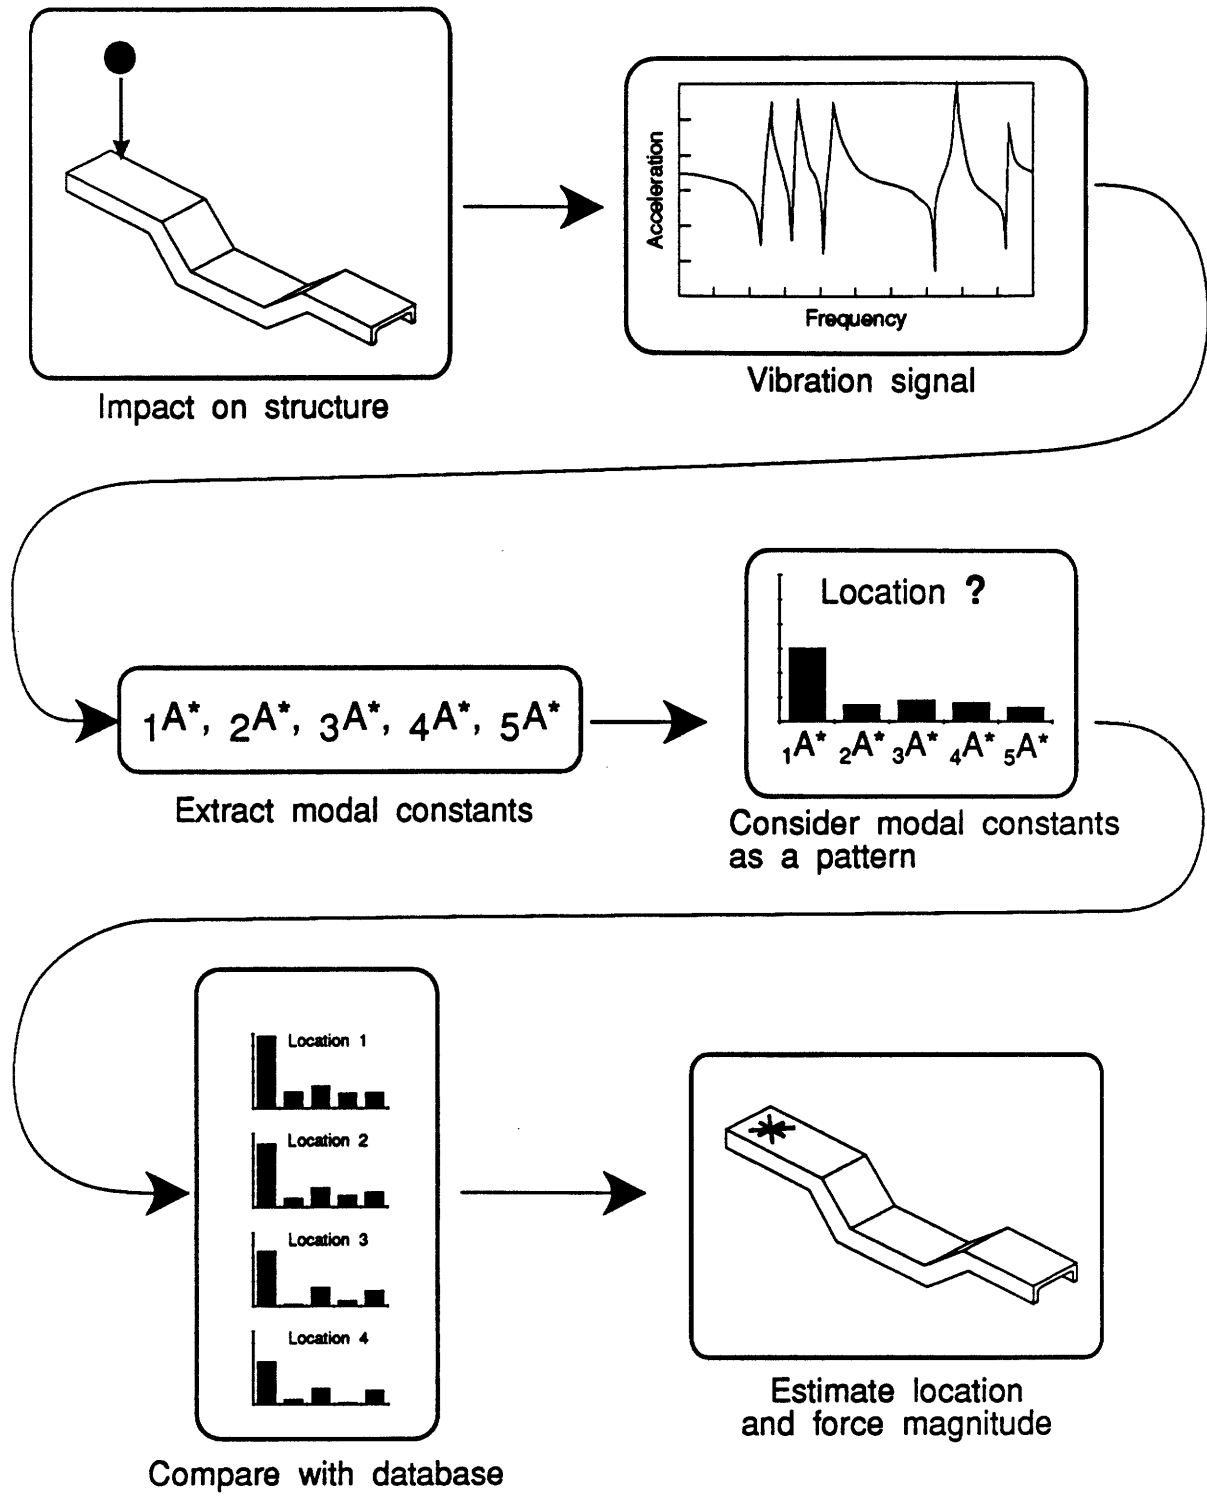 Acceleration
Frequency
Impact on structure
Vibration signal
1A*, 2A*, 3A*, 4A*, 5A*
Extract modal constants
Location ?
1A* 2A* 3A* 4A* 5A*
Consider modal constants
as a pattern
Location 1
Location 2
Location 3
Location 4
Compare with database
Estimate location
and force magnitude